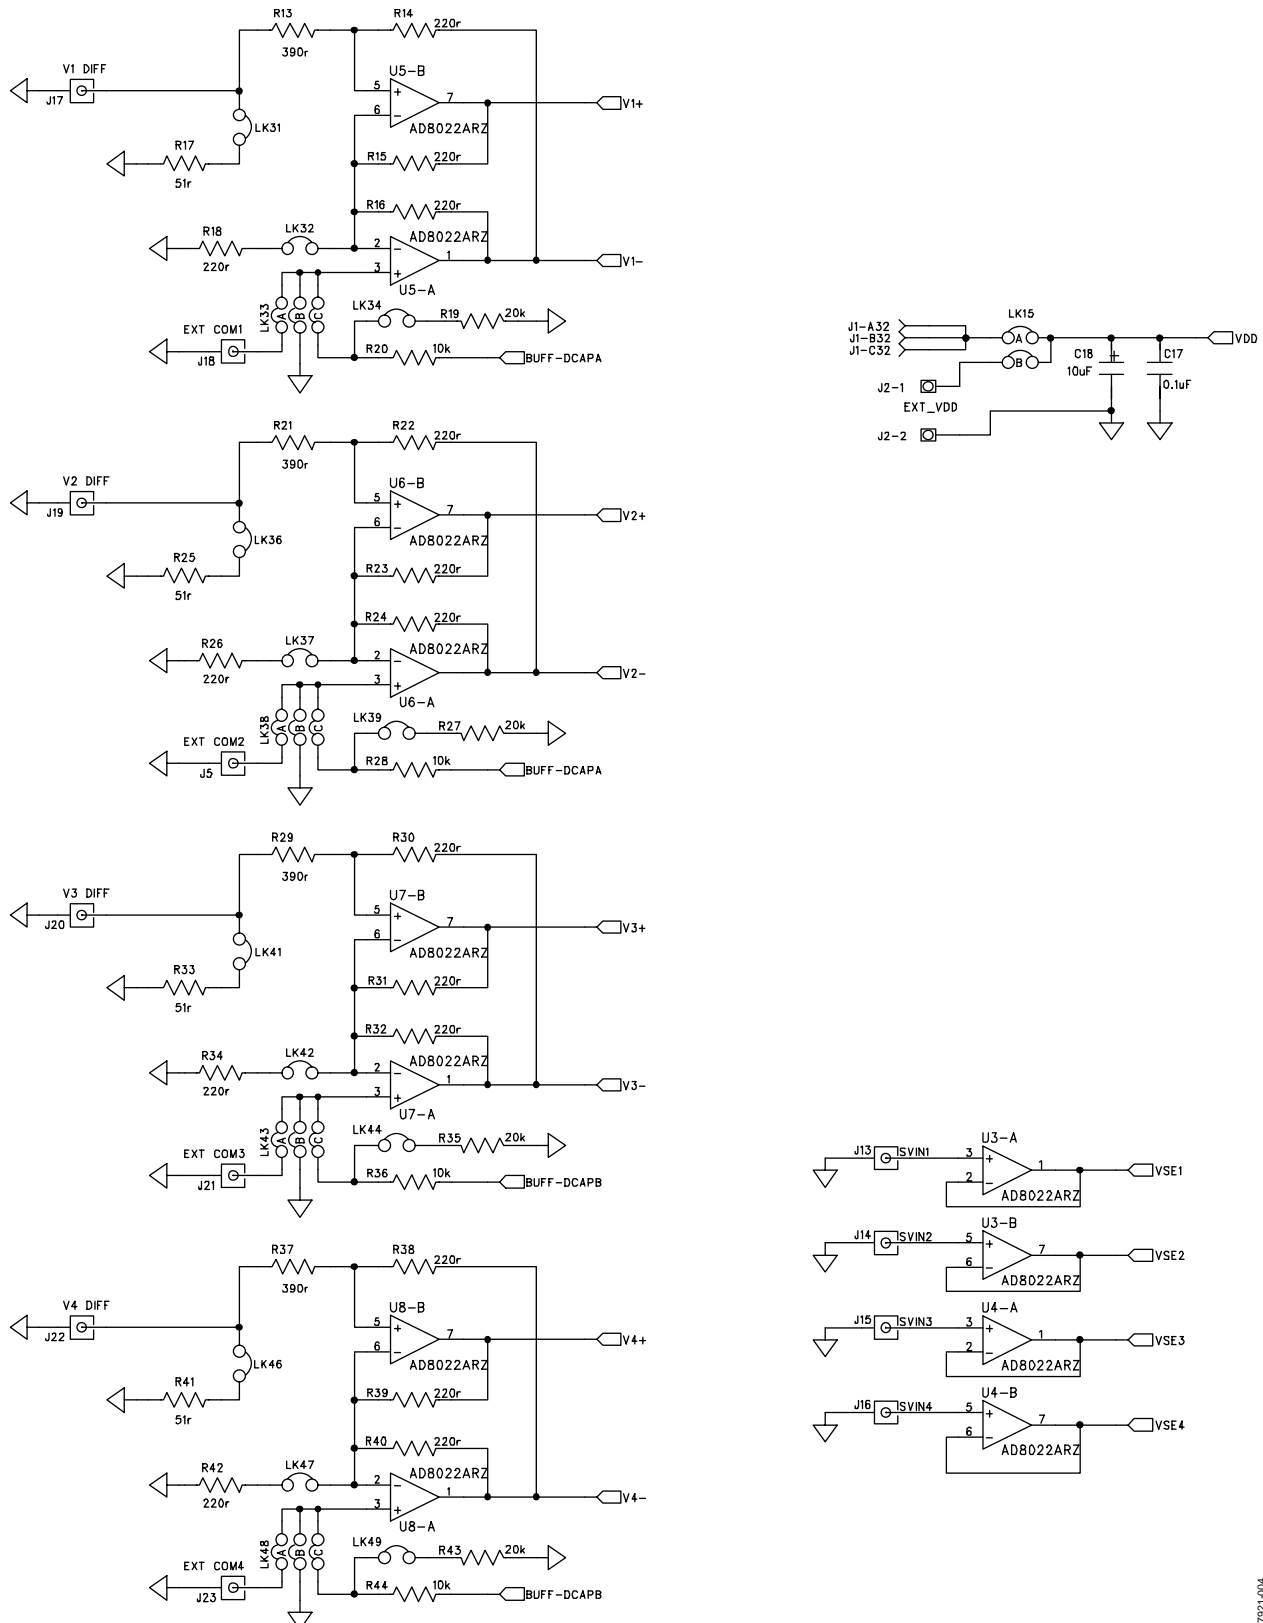 R13
390r
R14
220r
V1 DIFF
J17
U5-B
5
+
6
−
7
AD8022ARZ
V1+
LK31
R17
51r
R15
220r
R16
220r
AD8022ARZ
R18
220r
LK32
2
−
3
+
1
U5-A
V1-
LK33
A
B
C
EXT COM1
J18
LK34
R19
20k
R20
10k
BUFF-DCAPA
R21
390r
R22
220r
V2 DIFF
J19
U6-B
5
+
6
−
7
AD8022ARZ
V2+
LK36
R25
51r
R23
220r
R24
220r
AD8022ARZ
R26
220r
LK37
2
−
3
+
1
U6-A
V2-
LK38
A
B
C
EXT COM2
J5
LK39
R27
20k
R28
10k
BUFF-DCAPA
R29
390r
R30
220r
V3 DIFF
J20
U7-B
5
+
6
−
7
AD8022ARZ
V3+
LK41
R33
51r
R31
220r
R32
220r
AD8022ARZ
R34
220r
LK42
2
−
3
+
1
U7-A
V3-
LK43
A
B
C
EXT COM3
J21
LK44
R35
20k
R36
10k
BUFF-DCAPB
R37
390r
R38
220r
V4 DIFF
J22
U8-B
5
+
6
−
7
AD8022ARZ
V4+
LK46
R41
51r
R39
220r
R40
220r
AD8022ARZ
R42
220r
LK47
2
−
3
+
1
U8-A
V4-
LK48
A
B
C
EXT COM4
J23
LK49
R43
20k
R44
10k
BUFF-DCAPB
J1-A32
J1-B32
J1-C32
LK15
A
B
J2-1
EXT_VDD
J2-2
C18
+
10uF
C17
0.1uF
VDD
J13
SVIN1
U3-A
3
+
2
−
1
AD8022ARZ
VSE1
J14
SVIN2
U3-B
5
+
6
−
7
AD8022ARZ
VSE2
J15
SVIN3
U4-A
3
+
2
−
1
AD8022ARZ
VSE3
J16
SVIN4
U4-B
5
+
6
−
7
AD8022ARZ
VSE4